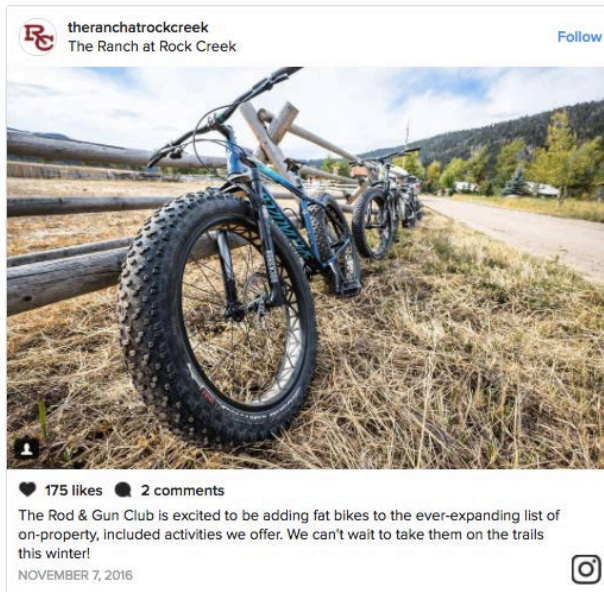 RC
theranchatrockcreek
The Ranch at Rock Creek
Follow
175 likes 2 comments
The Rod & Gun Club is excited to be adding fat bikes to the ever-expanding list of
on-property, included activities we offer. We can't wait to take them on the trails
this winter!
NOVEMBER 7, 2016